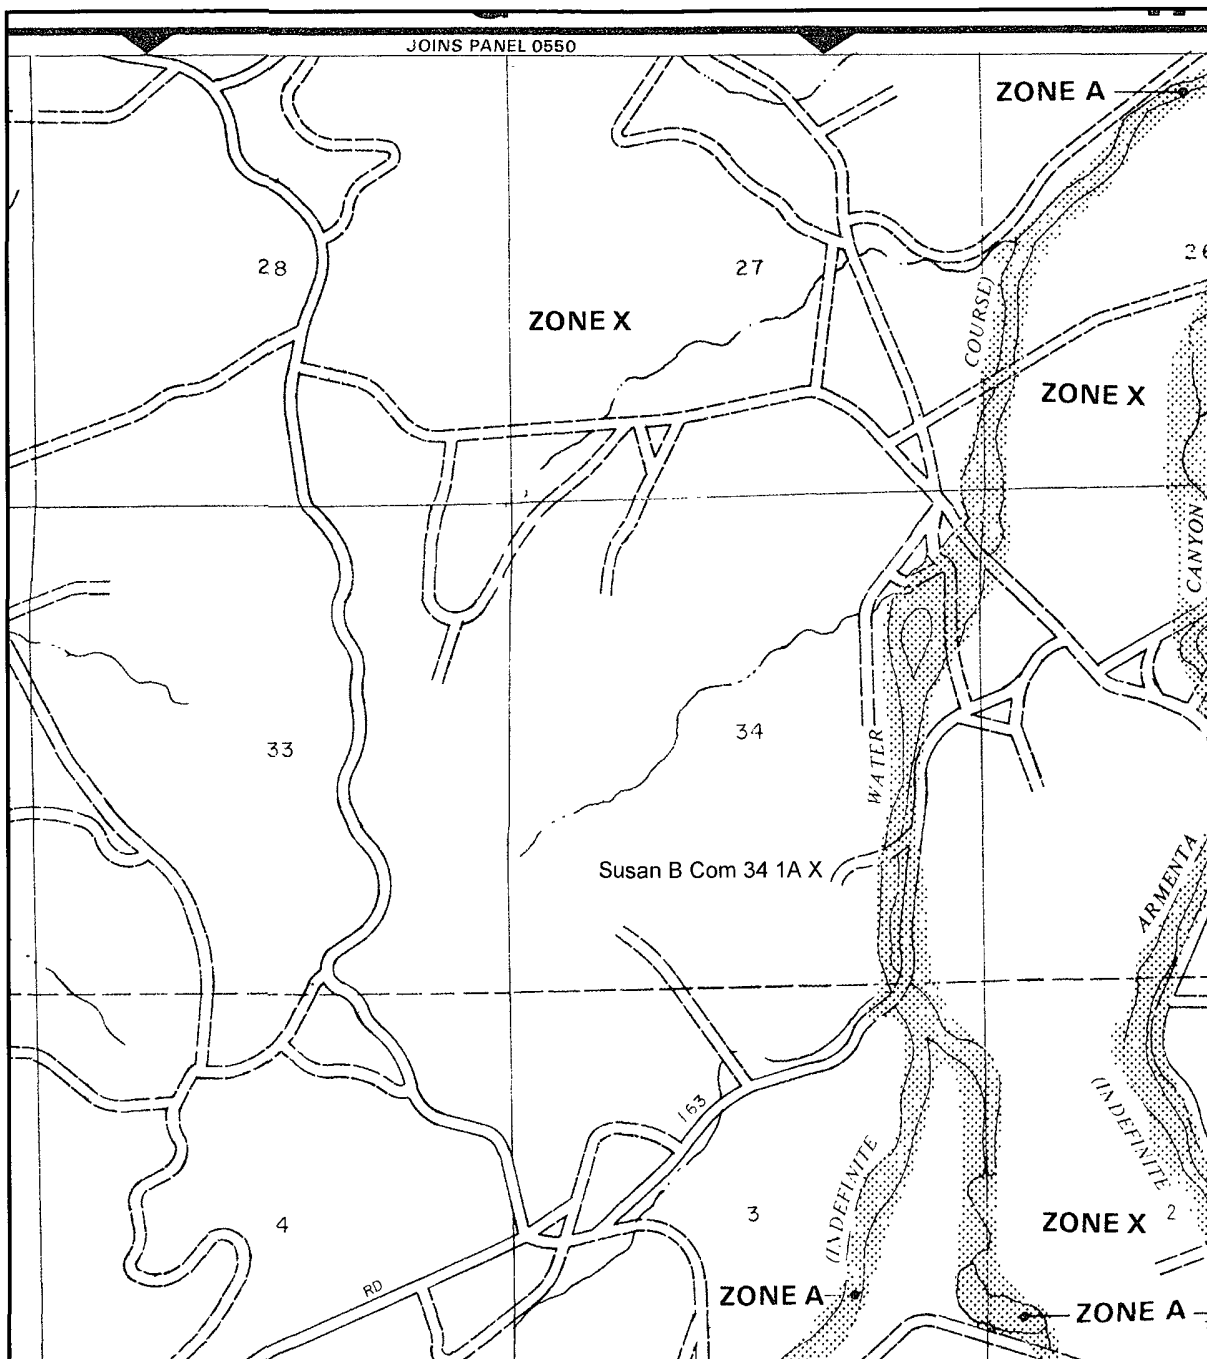 JOINS PANEL 0550
ZONE A
28
27
26
ZONE X
COURSE)
ZONE X
CANYON
33
34
WATER
Susan B Com 34 1A X
ARMENTA
163
(INDEFINITE
(INDEFINITE
4
3
ZONE X
2
RD
ZONE A
ZONE A